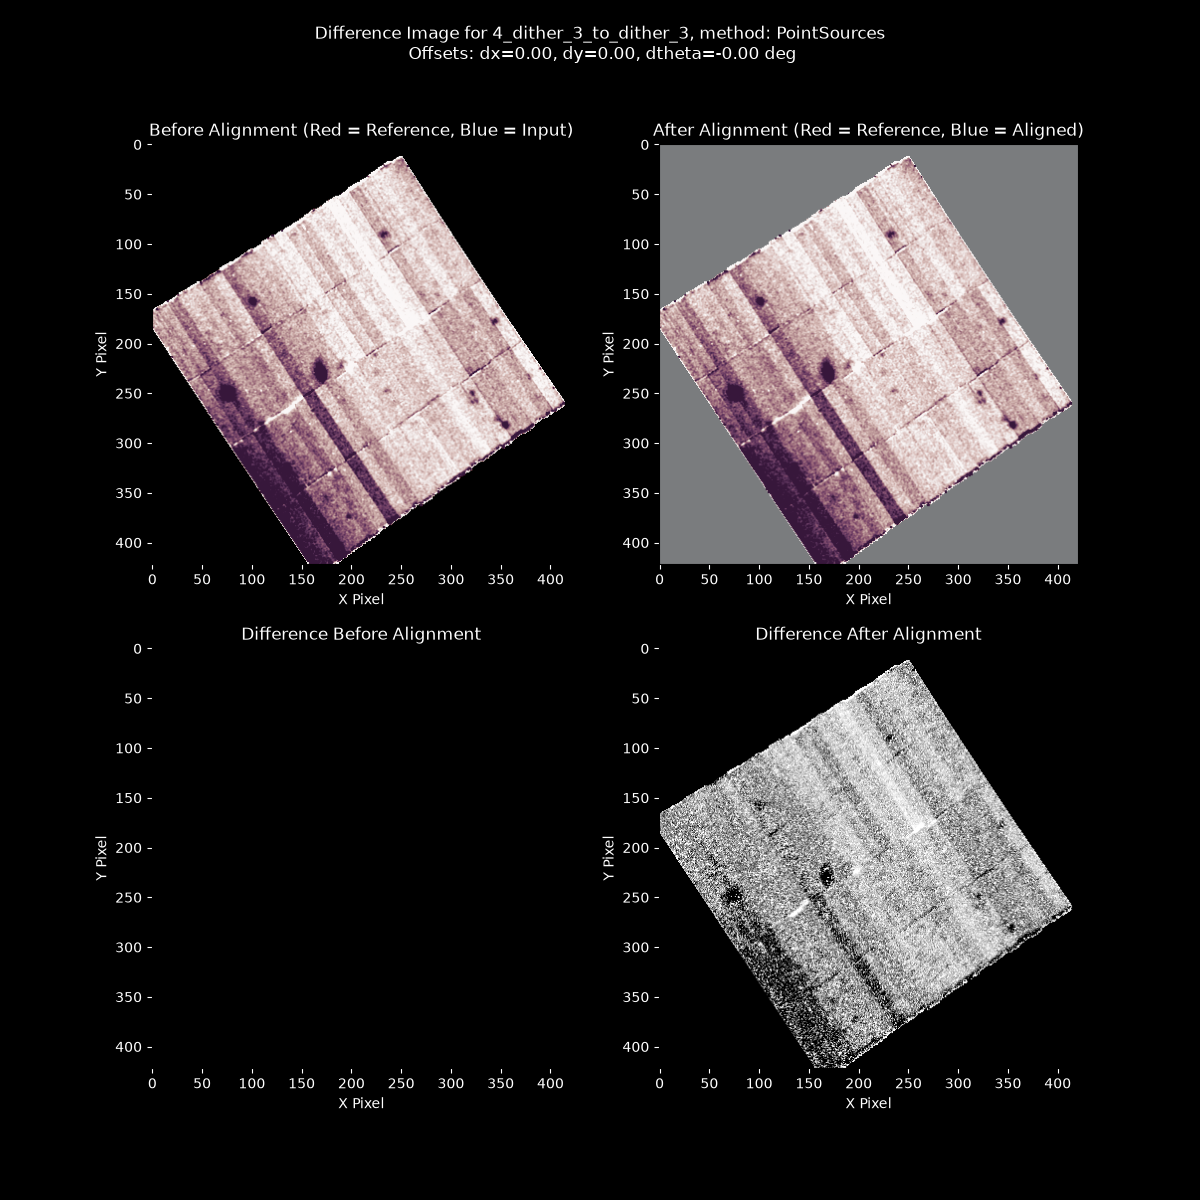 Difference Image for 4_dither_3_to_dither_3, method: PointSources
Offsets: dx=0.00, dy=0.00, dtheta=-0.00 deg
Before Alignment (Red = Reference, Blue = Input)
0
50
100
150
200
250
300
350
400
Y Pixel
0 50 100 150 200 250 300 350 400
X Pixel
After Alignment (Red = Reference, Blue = Aligned)
0
50
100
150
200
250
300
350
400
Y Pixel
0 50 100 150 200 250 300 350 400
X Pixel
Difference Before Alignment
0
50
100
150
200
250
300
350
400
Y Pixel
0 50 100 150 200 250 300 350 400
X Pixel
Difference After Alignment
0
50
100
150
200
250
300
350
400
Y Pixel
0 50 100 150 200 250 300 350 400
X Pixel